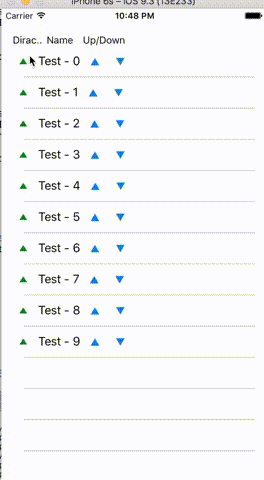 iPhone 6s – iOS 9.3 (13E233)
Carrier 10:48 PM
Dirac.. Name Up/Down
Test - 0
Test - 1
Test - 2
Test - 3
Test - 4
Test - 5
Test - 6
Test - 7
Test - 8
Test - 9